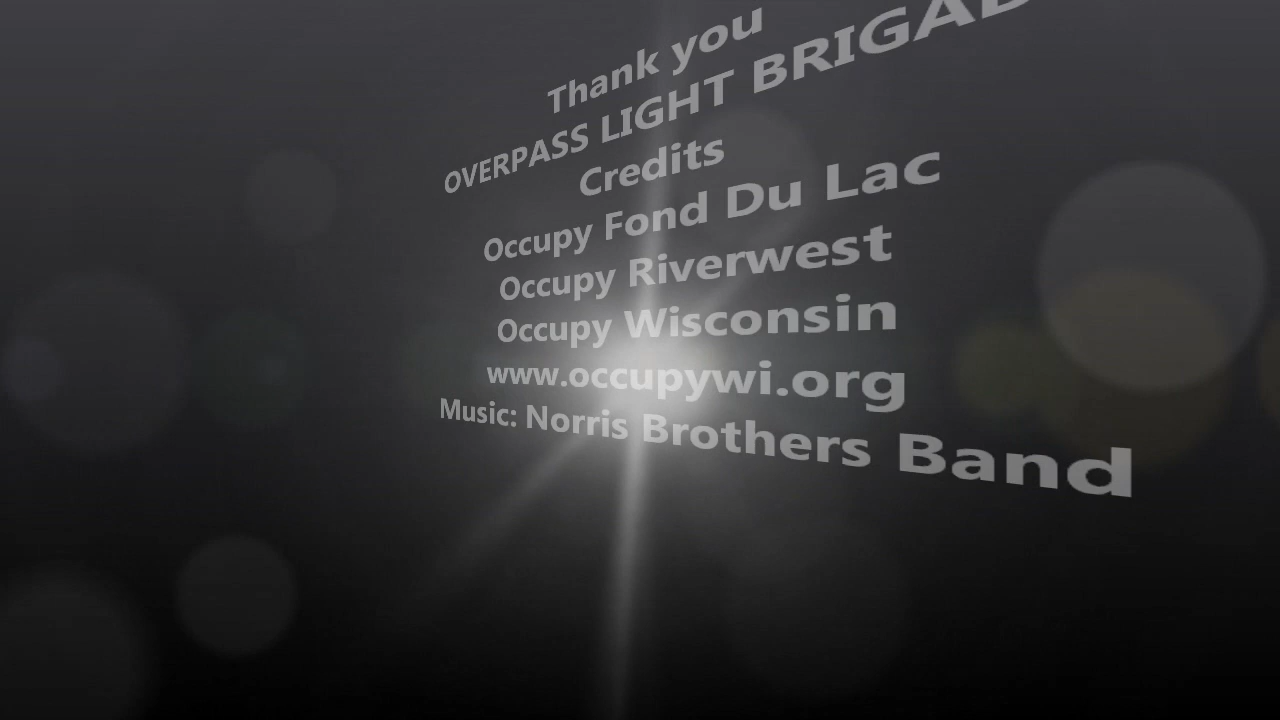 Thank you
OVERPASS LIGHT BRIGAD
Credits
Occupy Fond Du Lac
Occupy Riverwest
Occupy Wisconsin
www.occupywi.org
Music: Norris Brothers Band